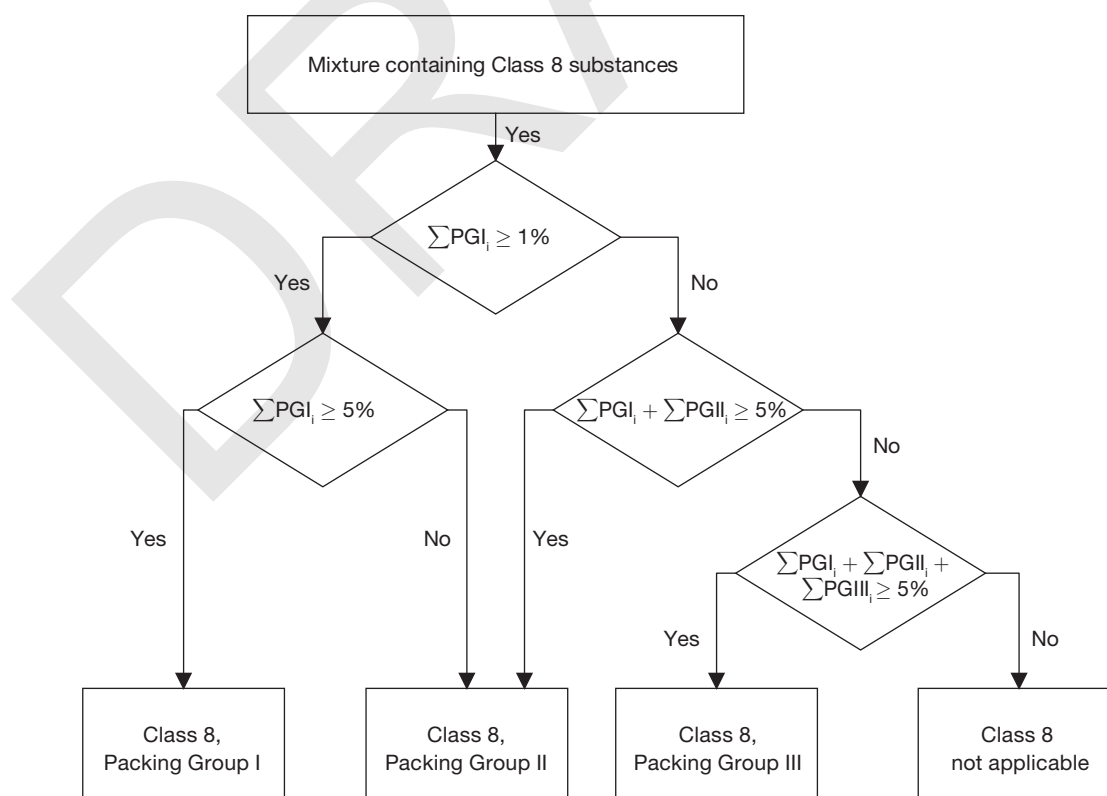 DRA
Mixture containing Class 8 substances
Yes
∑PGIᵢ ≥ 1%
Yes
No
∑PGIᵢ ≥ 5%
∑PGIᵢ + ∑PGIIᵢ ≥ 5%
No
Yes
No
Yes
∑PGIᵢ + ∑PGIIᵢ +
∑PGIIIᵢ ≥ 5%
Yes
No
Class 8,
Packing Group I
Class 8,
Packing Group II
Class 8,
Packing Group III
Class 8
not applicable